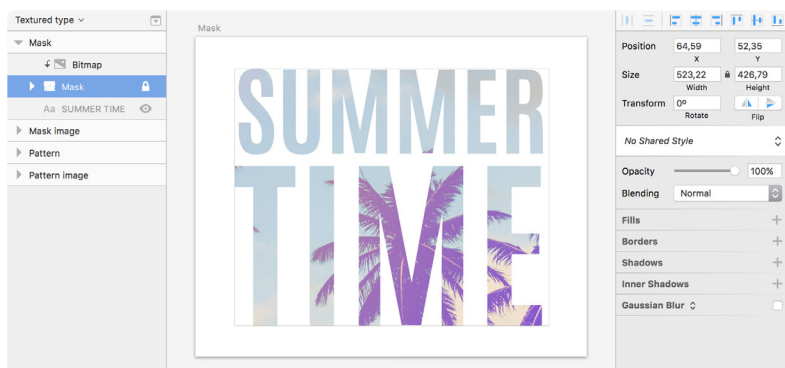 Textured type
Mask
Bitmap
Mask
Aa SUMMER TIME
Mask image
Pattern
Pattern image
Mask
SUMMER
TIME
Position 64,59 52,35
X Y
Size 523,22 426,79
Width Height
Transform 0º
Rotate Flip
No Shared Style
Opacity 100%
Blending Normal
Fills
Borders
Shadows
Inner Shadows
Gaussian Blur